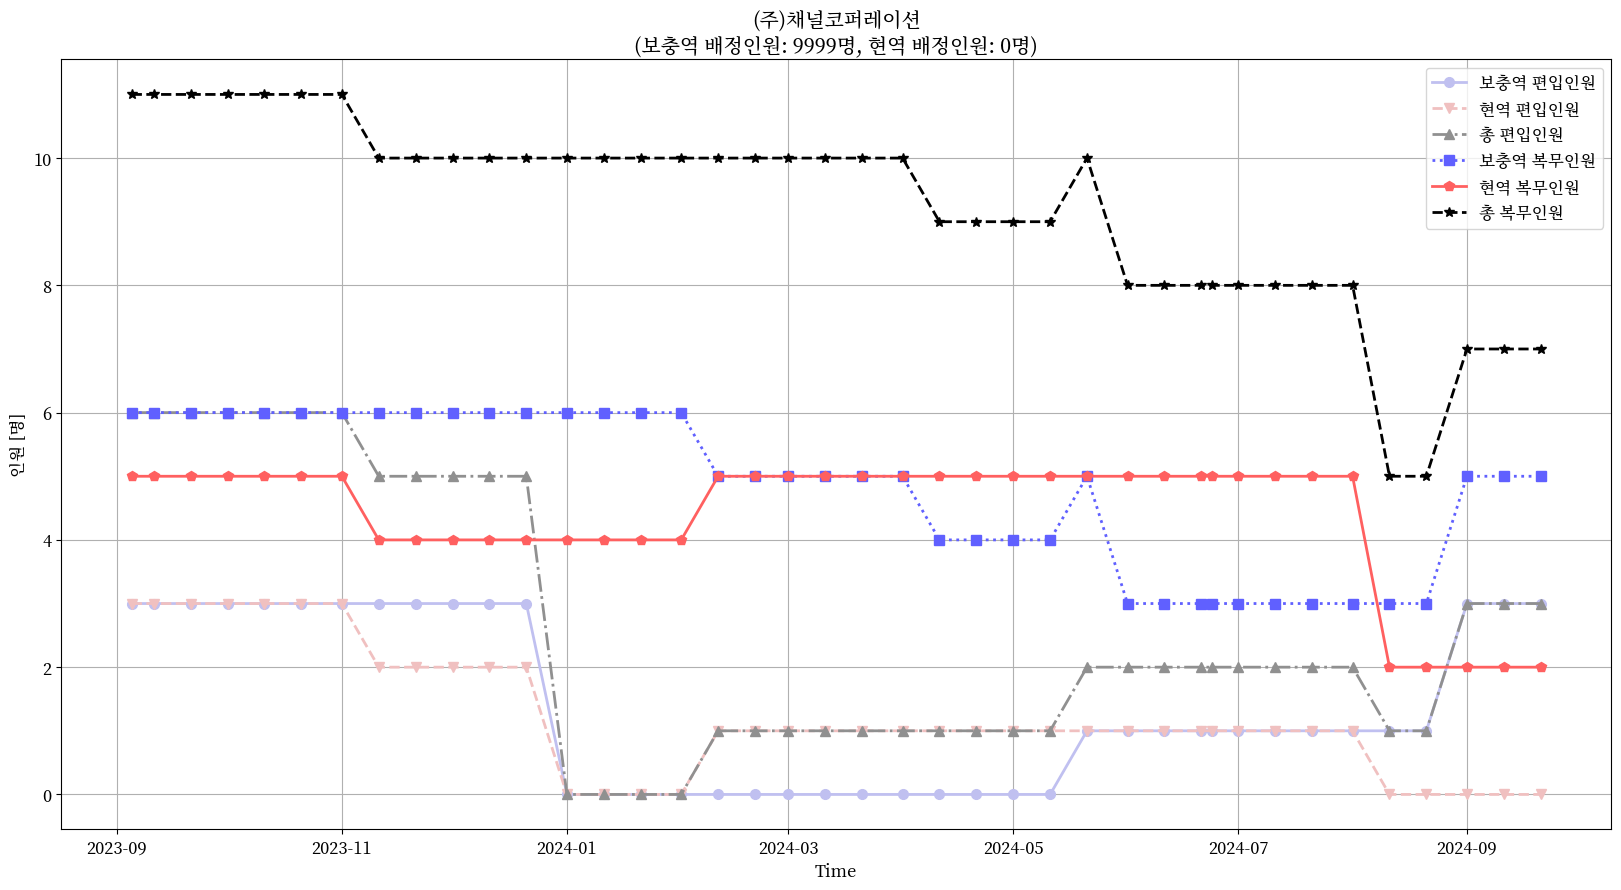 (주)채널코퍼레이션
(보충역 배정인원: 9999명, 현역 배정인원: 0명)
보충역 편입인원
현역 편입인원
총 편입인원
보충역 복무인원
현역 복무인원
총 복무인원
인원 [명]
10
8
6
4
2
0
2023-09
2023-11
2024-01
2024-03
2024-05
2024-07
2024-09
Time